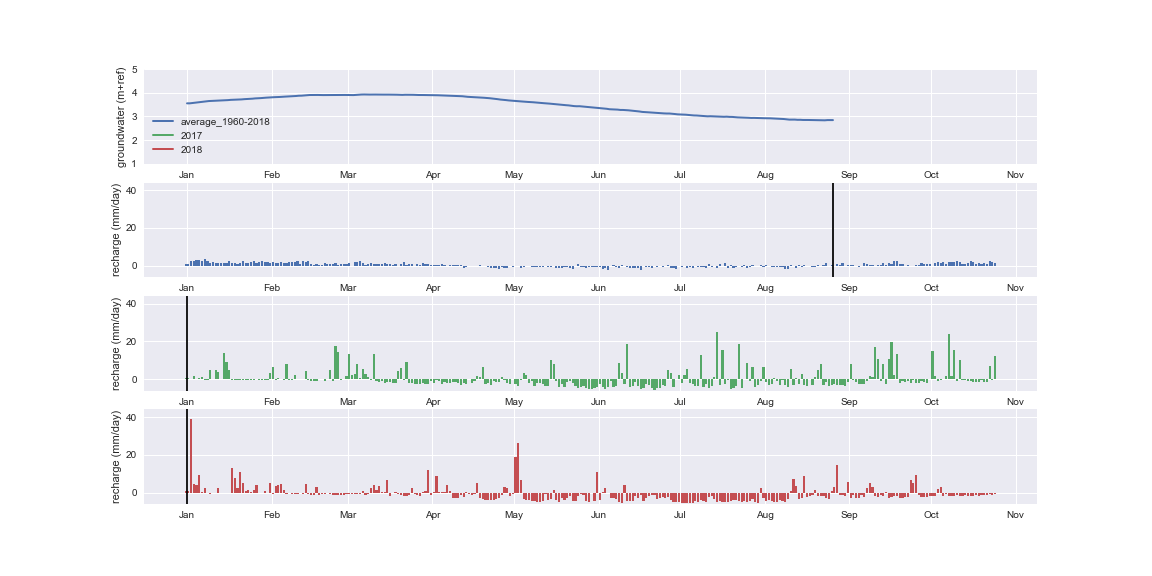 groundwater (m+ref)
5
4
3
2
1
average_1960-2018
2017
2018
Jan Feb Mar Apr May Jun Jul Aug Sep Oct Nov
recharge (mm/day)
40
20
0
Jan Feb Mar Apr May Jun Jul Aug Sep Oct Nov
recharge (mm/day)
40
20
0
Jan Feb Mar Apr May Jun Jul Aug Sep Oct Nov
recharge (mm/day)
40
20
0
Jan Feb Mar Apr May Jun Jul Aug Sep Oct Nov